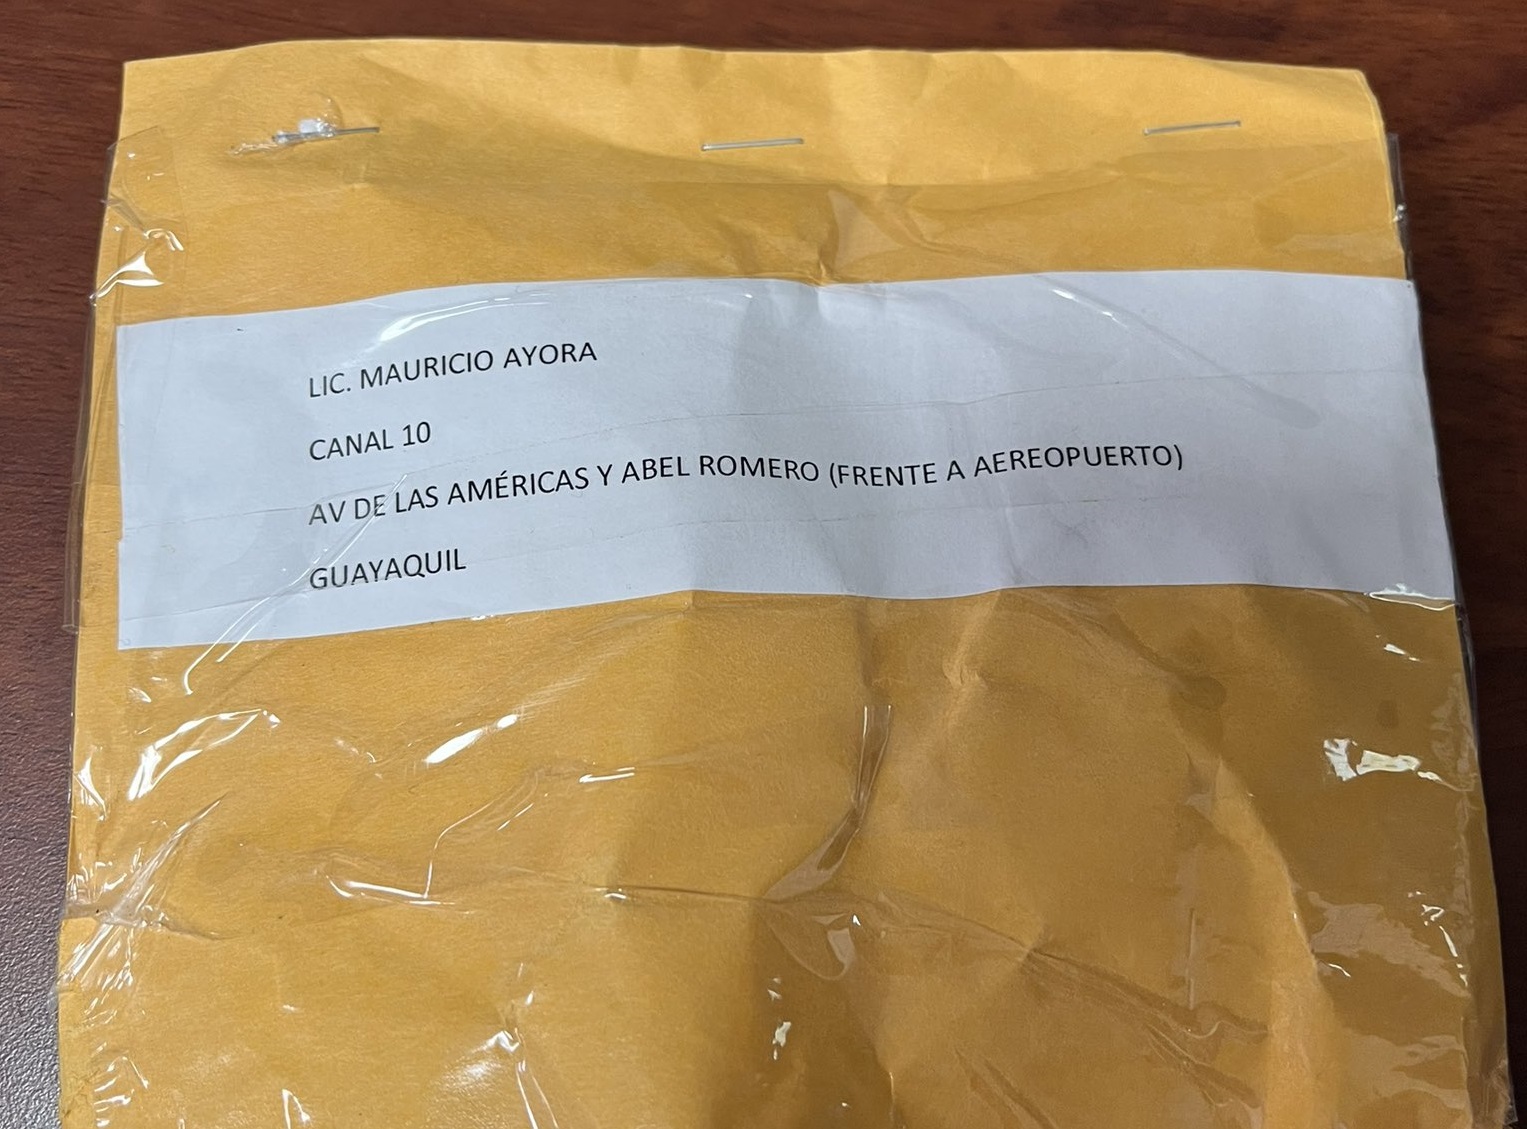 LIC. MAURICIO AYORA
CANAL 10
AV DE LAS AMÉRICAS Y ABEL ROMERO (FRENTE A AEREOPUERTO)
GUAYAQUIL